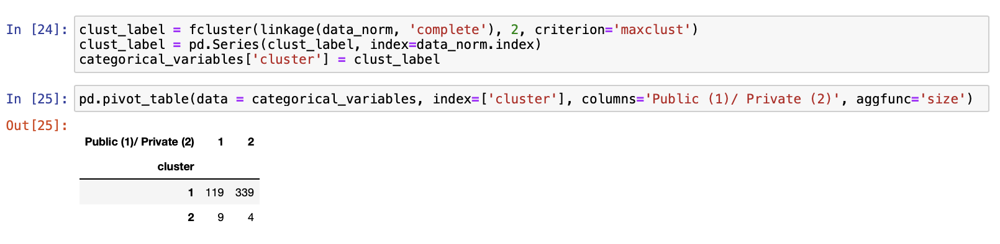 In [24]: clust_label = fcluster(linkage(data_norm, 'complete'), 2, criterion='maxclust')
clust_label = pd.Series(clust_label, index=data_norm.index)
categorical_variables['cluster'] = clust_label
In [25]: pd.pivot_table(data = categorical_variables, index=['cluster'], columns='Public (1)/ Private (2)', aggfunc='size')
Out[25]:
Public (1)/ Private (2) 1 2
cluster
1 119 339
2 9 4